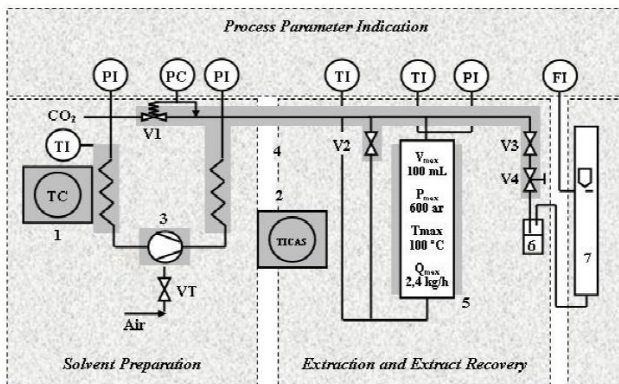 Process Parameter Indication
PI
PC
PI
TI
TI
PI
FI
CO₂
V1
TI
TC
1
3
VT
Air
4
2
TICAS
V2
Vmax
100 mL
Pmax
600 ar
Tmax
100 °C
Qmax
2,4 kg/h
5
V3
V4
6
7
Solvent Preparation
Extraction and Extract Recovery